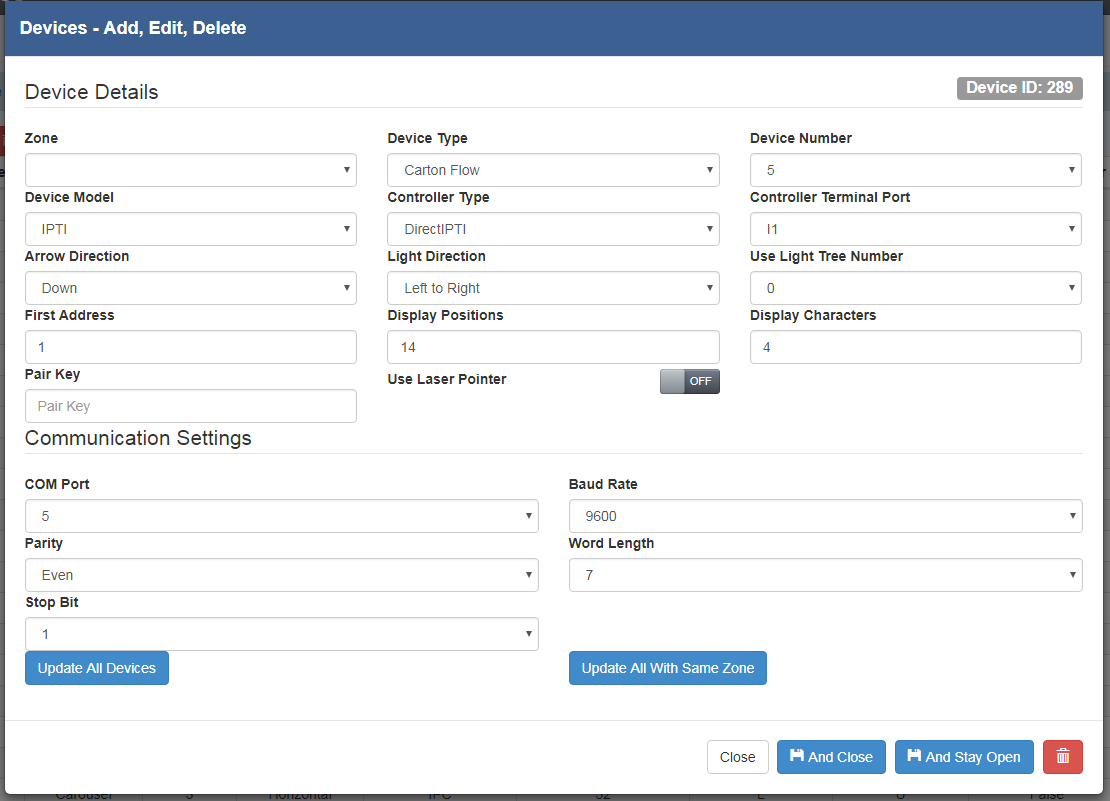 Devices - Add, Edit, Delete
Device Details
Device ID: 289
Zone
Device Type
Device Number
Carton Flow
5
Device Model
Controller Type
Controller Terminal Port
IPTI
DirectIPTI
I1
Arrow Direction
Light Direction
Use Light Tree Number
Down
Left to Right
0
First Address
Display Positions
Display Characters
1
14
4
Pair Key
Use Laser Pointer
OFF
Pair Key
Communication Settings
COM Port
Baud Rate
5
9600
Parity
Word Length
Even
7
Stop Bit
1
Update All Devices
Update All With Same Zone
Close
And Close
And Stay Open
Carousel
Horizontal
False